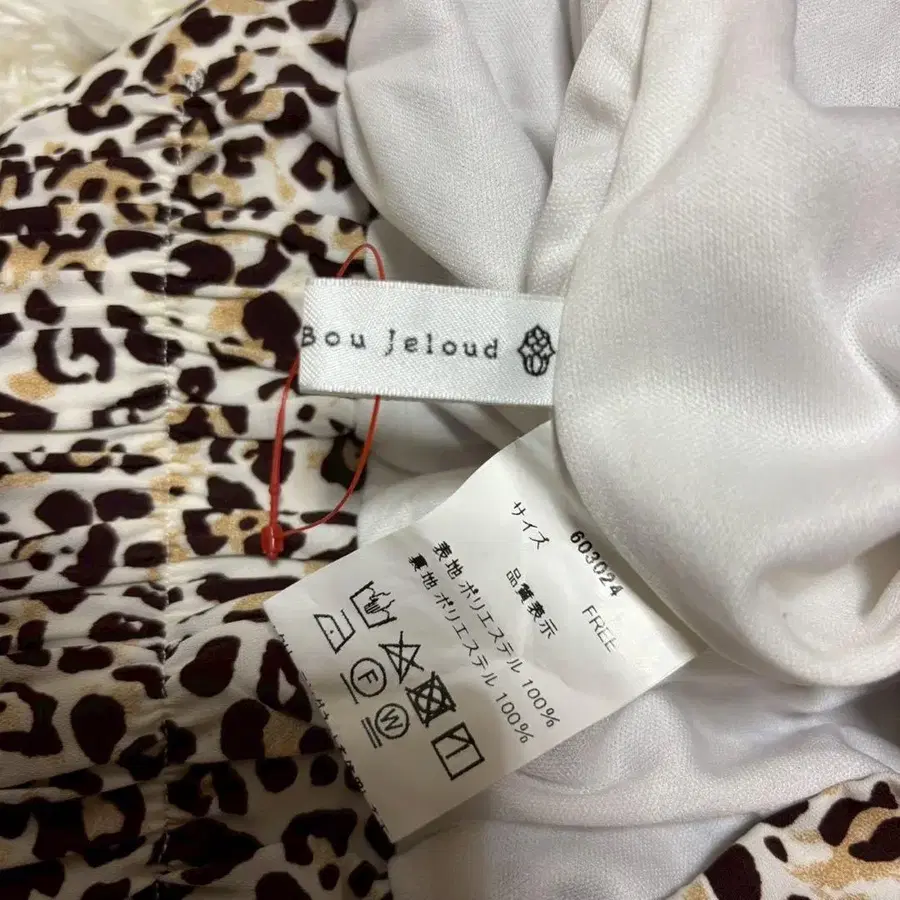 Bou Jeloud
603024
サイズ FREE
品質表示
表地 ポリエステル 100%
裏地 ポリエステル 100%
F
W